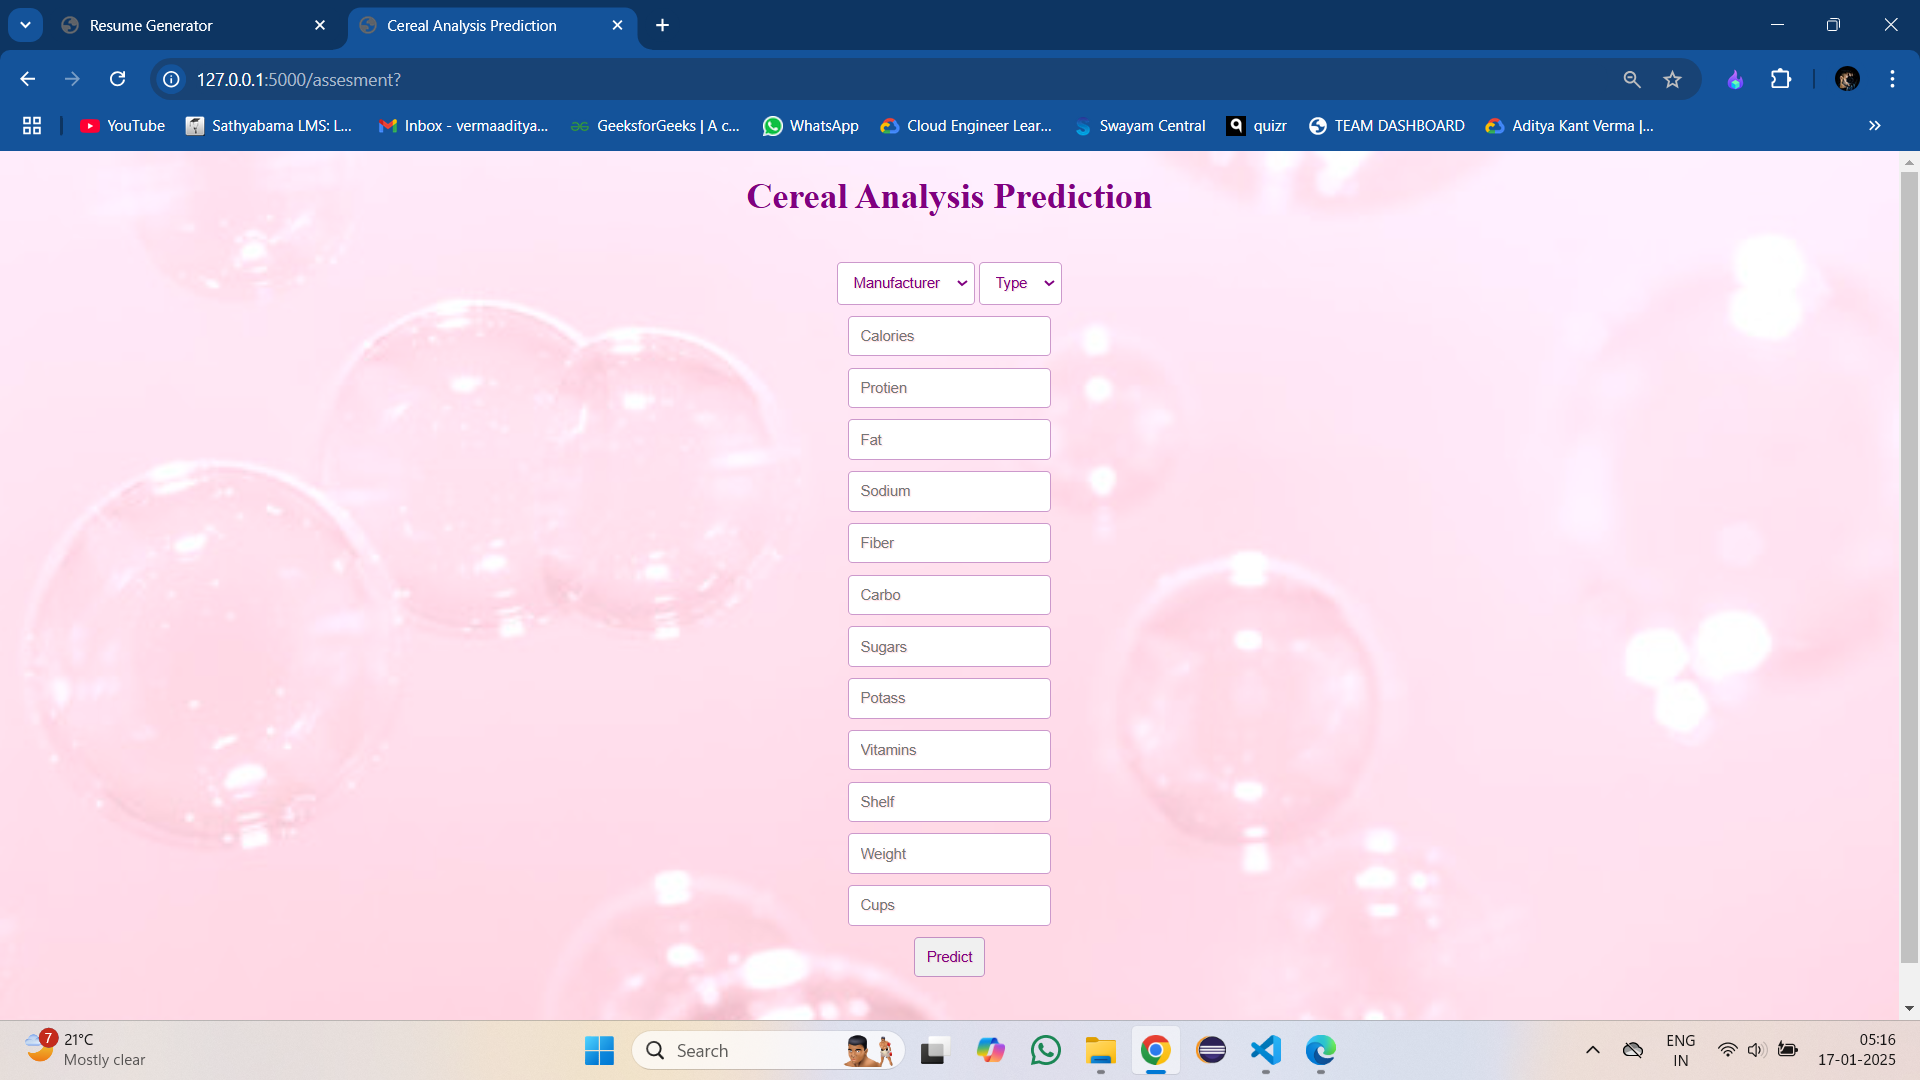 Resume Generator
Cereal Analysis Prediction
127.0.0.1:5000/assesment?
YouTube
Sathyabama LMS: L...
Inbox - vermaaditya...
GeeksforGeeks | A c...
WhatsApp
Cloud Engineer Lear...
Swayam Central
quizr
TEAM DASHBOARD
Aditya Kant Verma |...
Cereal Analysis Prediction
Manufacturer
Type
Calories
Protien
Fat
Sodium
Fiber
Carbo
Sugars
Potass
Vitamins
Shelf
Weight
Cups
Predict
7
21°C
Mostly clear
Search
ENG
IN
05:16
17-01-2025